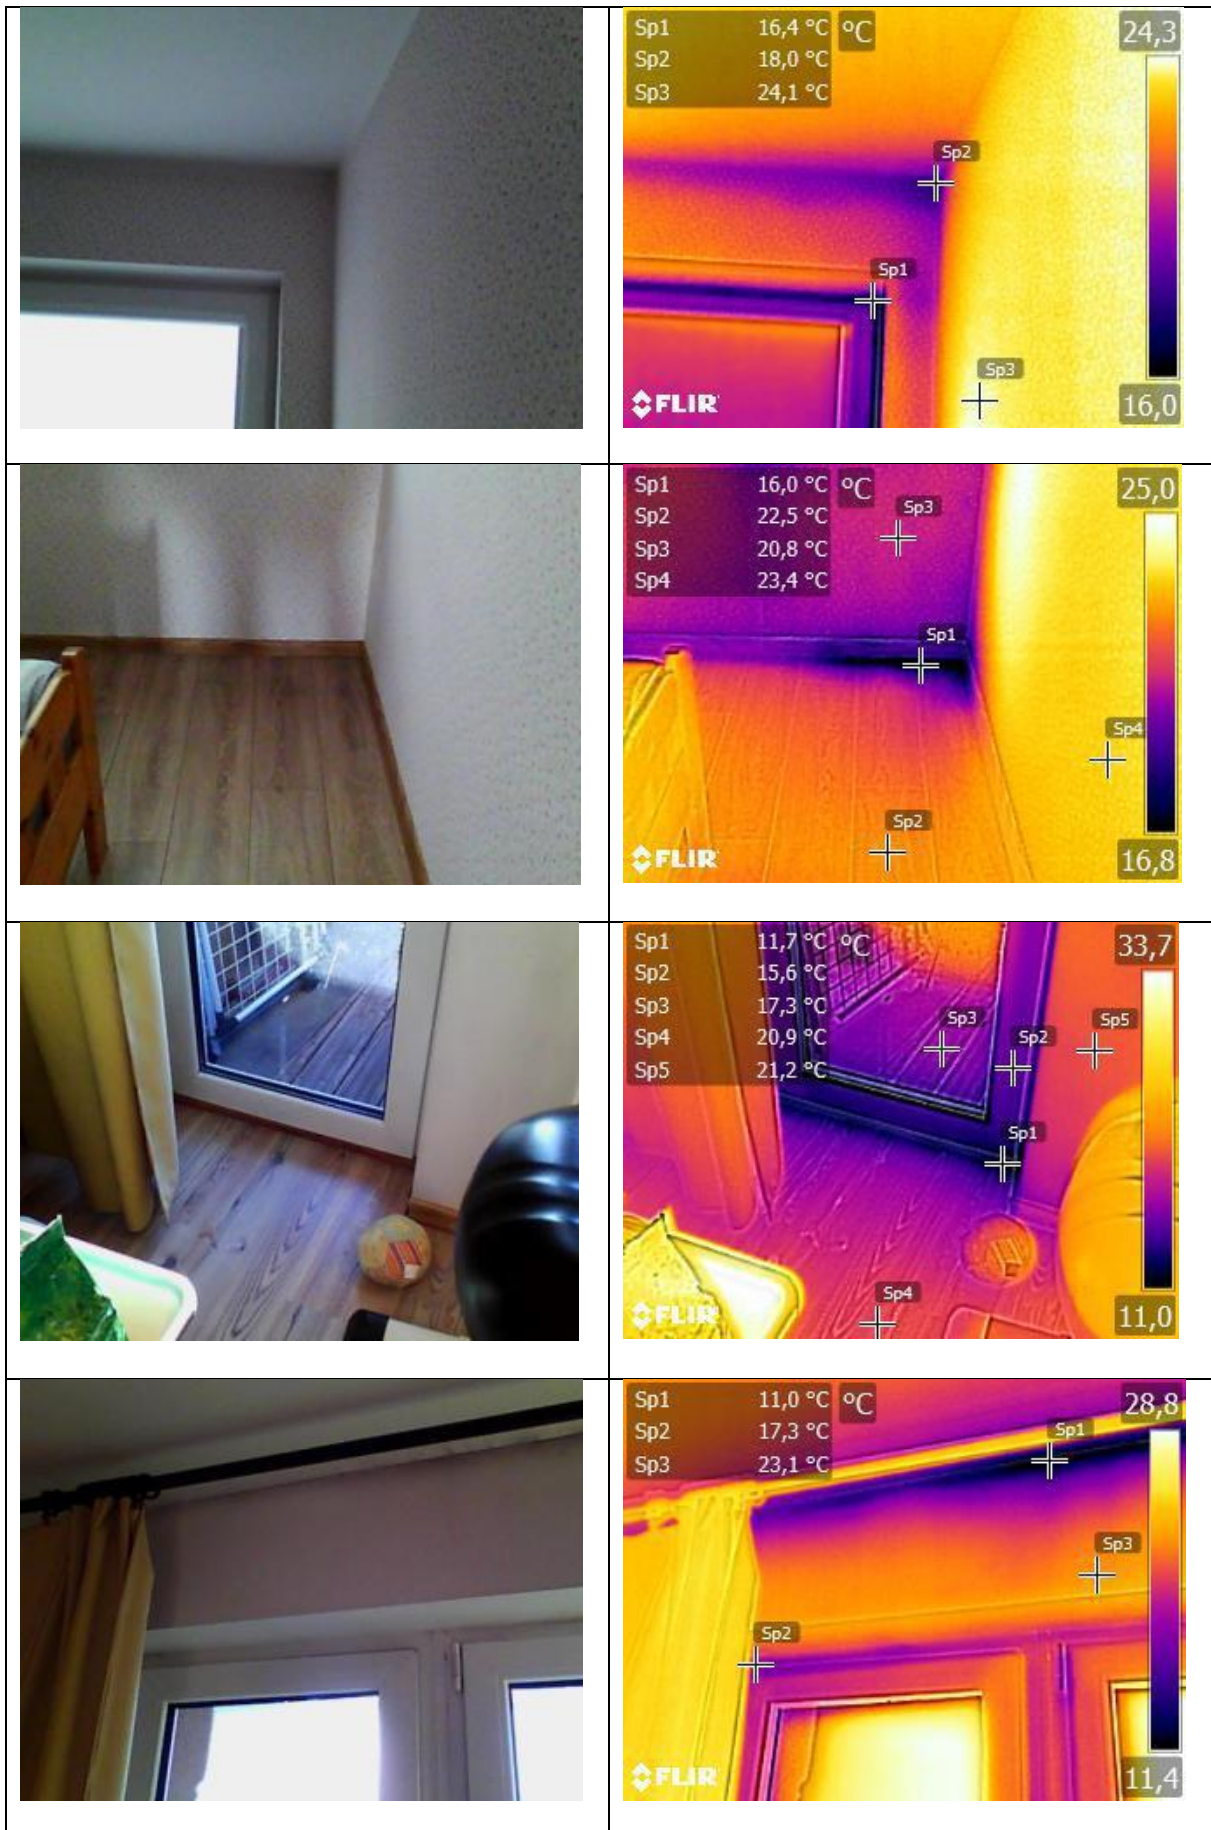 Sp1 16,4 °C °C 24,3
Sp2 18,0 °C
Sp3 24,1 °C
Sp2
Sp1
Sp3
FLIR 16,0
Sp1 16,0 °C °C 25,0
Sp2 22,5 °C
Sp3 20,8 °C
Sp4 23,4 °C
Sp3
Sp1
Sp4
Sp2
FLIR 16,8
Sp1 11,7 °C °C 33,7
Sp2 15,6 °C
Sp3 17,3 °C
Sp4 20,9 °C
Sp5 21,2 °C
Sp3
Sp5
Sp2
Sp1
Sp4
FLIR 11,0
Sp1 11,0 °C °C 28,8
Sp2 17,3 °C
Sp3 23,1 °C
Sp1
Sp3
Sp2
FLIR 11,4